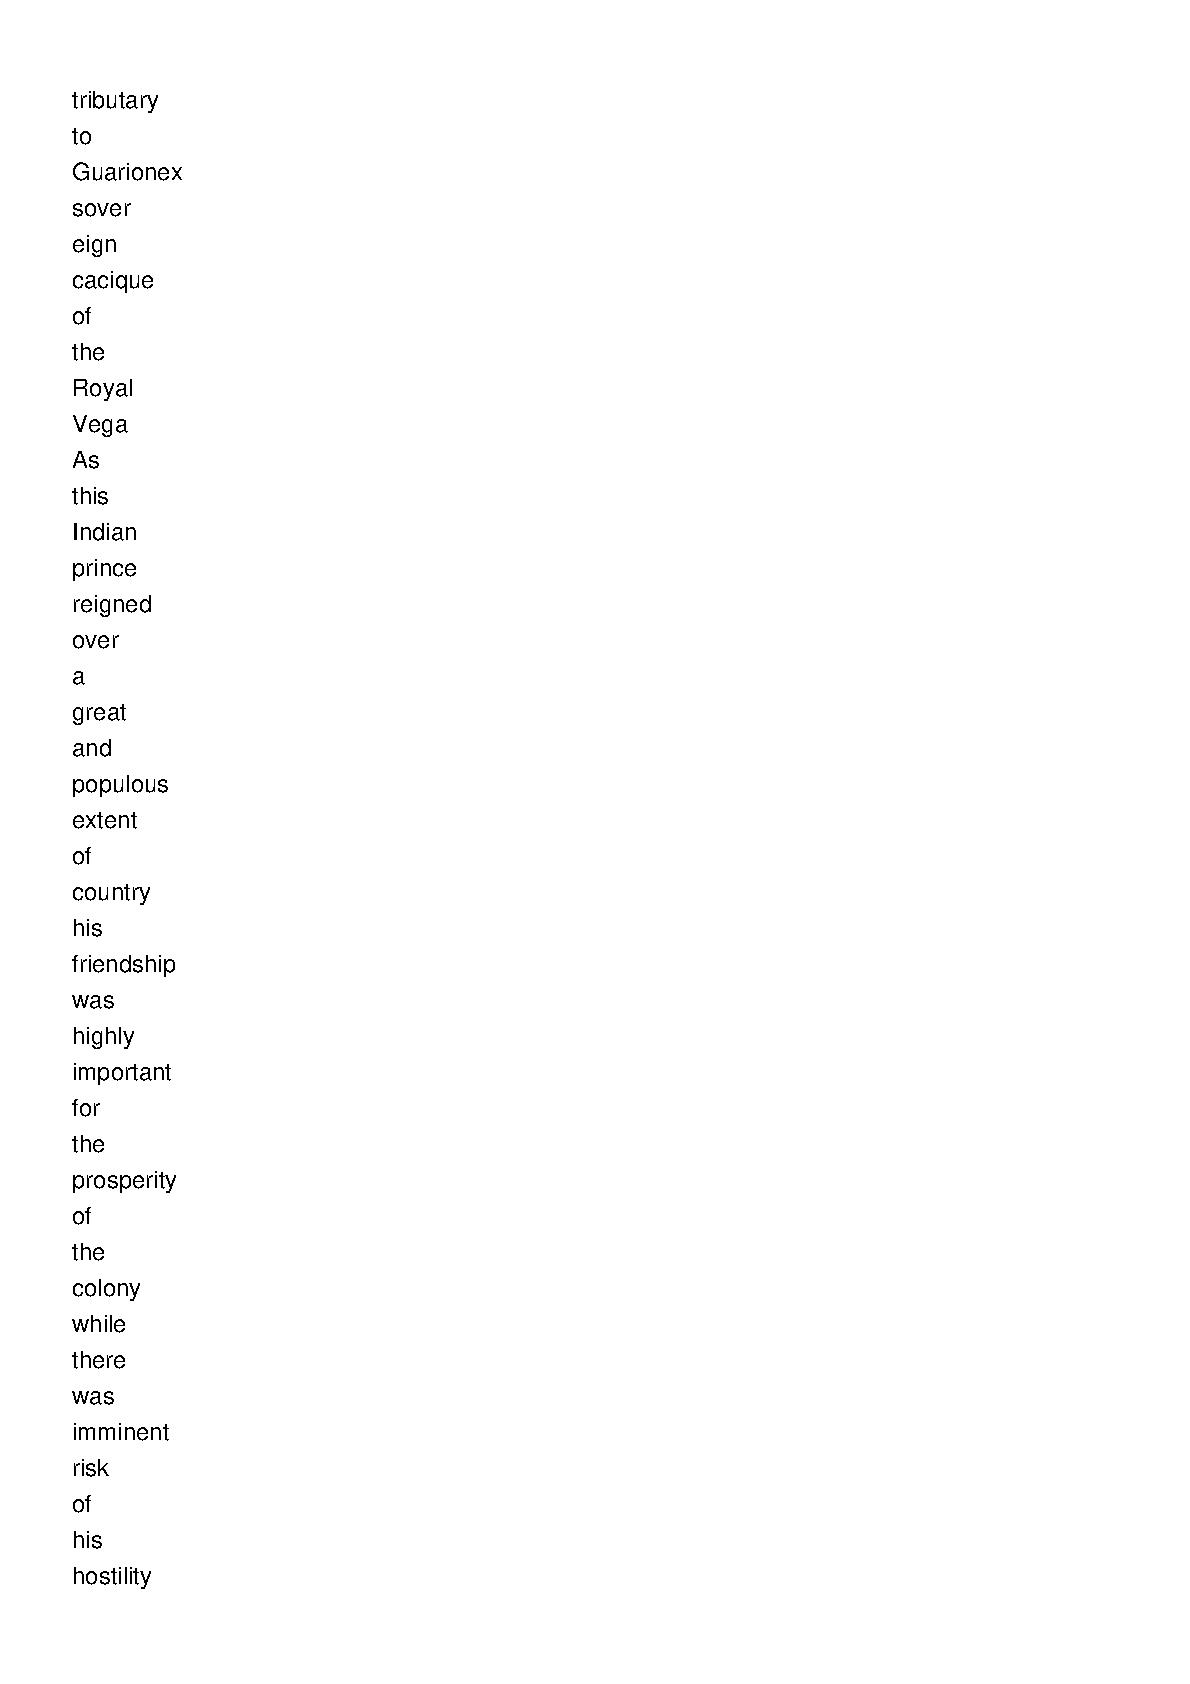 tributary
to
Guarionex
sover
eign
cacique
of
the
Royal
Vega
As
this
Indian
prince
reigned
over
a
great
and
populous
extent
of
country
his
friendship
was
highly
important
for
the
prosperity
of
the
colony
while
there
was
imminent
risk
of
his
hostility